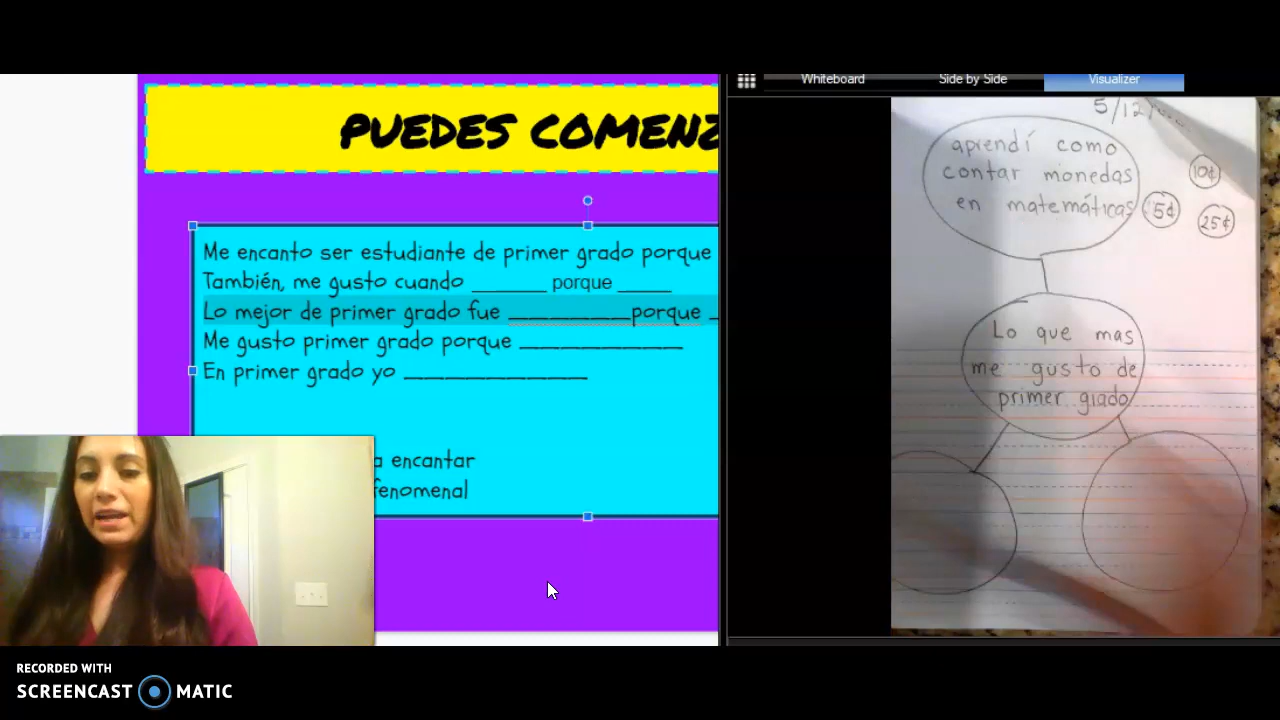 PUEDES COMENZ
Me encanto ser estudiante de primer grado porque
También, me gusto cuando _______ porque _____
Lo mejor de primer grado fue __________porque _
Me gusto primer grado porque _____________
En primer grado yo _______________
a encantar
fenomenal
Whiteboard Side by Side Visualizer
5/12/
aprendí como
contar monedas
en matemáticas
10¢
5¢
25¢
Lo que mas
me gusto de
primer grado
RECORDED WITH
SCREENCAST MATIC